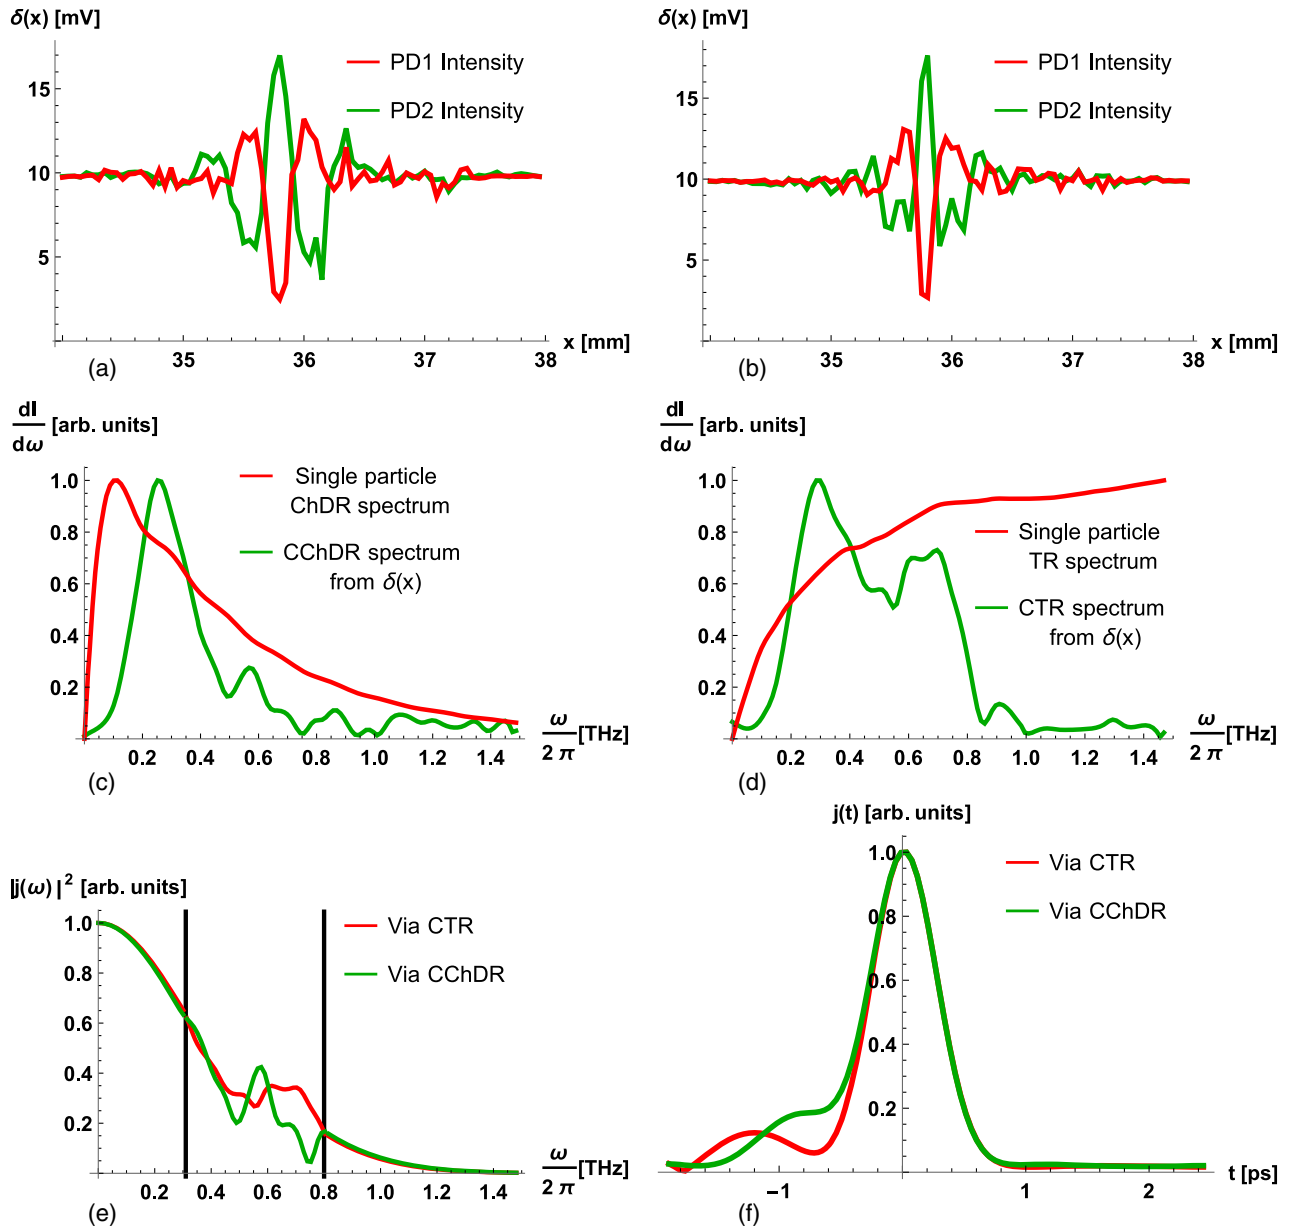 δ(x) [mV]
PD1 Intensity
PD2 Intensity
15
10
5
35
36
37
38
x [mm]
(a)
δ(x) [mV]
PD1 Intensity
PD2 Intensity
15
10
5
35
36
37
38
x [mm]
(b)
dI
dω
[arb. units]
Single particle
ChDR spectrum
CChDR spectrum
from δ(x)
1.0
0.8
0.6
0.4
0.2
0.2
0.4
0.6
0.8
1.0
1.2
1.4
ω
2 π
[THz]
(c)
dI
dω
[arb. units]
Single particle
TR spectrum
CTR spectrum
from δ(x)
1.0
0.8
0.6
0.4
0.2
0.2
0.4
0.6
0.8
1.0
1.2
1.4
ω
2 π
[THz]
(d)
|j(ω)|² [arb. units]
Via CTR
Via CChDR
1.0
0.8
0.6
0.4
0.2
0.2
0.4
0.6
0.8
1.0
1.2
1.4
ω
2 π
[THz]
(e)
j(t) [arb. units]
Via CTR
Via CChDR
1.0
0.8
0.6
0.4
0.2
−1
1
2
t [ps]
(f)